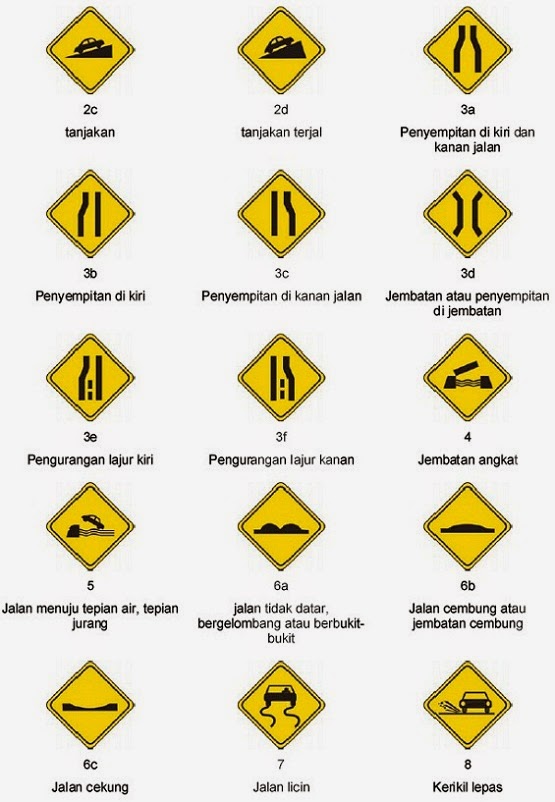 2c
2d
3a
tanjakan
tanjakan terjal
Penyempitan di kiri dan
kanan jalan
3b
3c
3d
Penyempitan di kiri
Penyempitan di kanan jalan
Jembatan atau penyempitan
di jembatan
3e
3f
4
Pengurangan lajur kiri
Pengurangan lajur kanan
Jembatan angkat
5
6a
6b
Jalan menuju tepian air, tepian
jurang
jalan tidak datar,
bergelombang atau berbukit-
bukit
Jalan cembung atau
jembatan cembung
6c
7
8
Jalan cekung
Jalan licin
Kerikil lepas